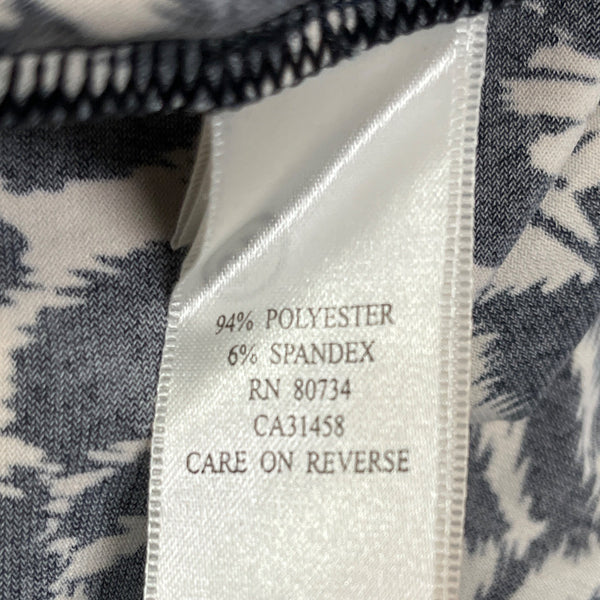 94% POLYESTER
6% SPANDEX
RN 80734
CA31458
CARE ON REVERSE